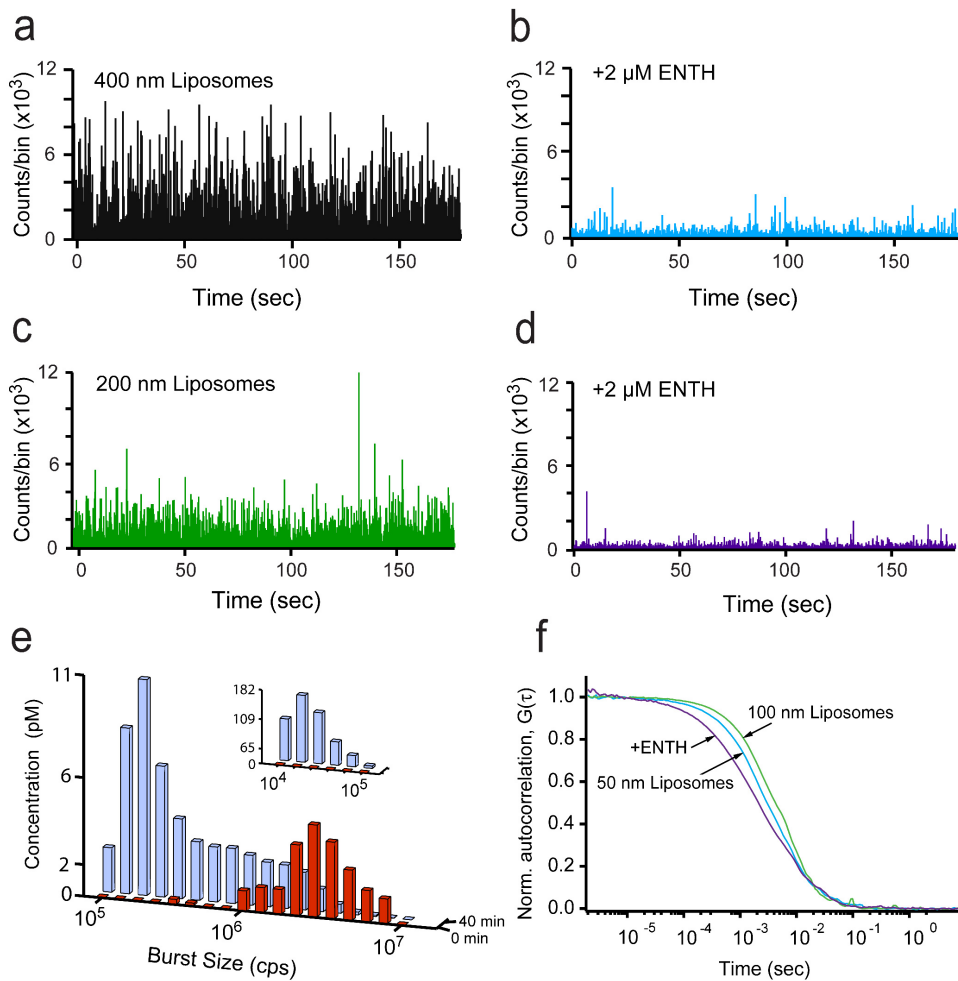 a
400 nm Liposomes
Counts/bin (x10³)
12
6
0
0 50 100 150
Time (sec)
b
+2 µM ENTH
Counts/bin (x10³)
12
6
0
0 50 100 150
Time (sec)
c
200 nm Liposomes
Counts/bin (x10³)
12
6
0
0 50 100 150
Time (sec)
d
+2 µM ENTH
Counts/bin (x10³)
12
6
0
0 50 100 150
Time (sec)
e
Concentration (pM)
11
6
2
0
10⁵ 10⁶ 10⁷
Burst Size (cps)
40 min
0 min
182
109
65
0
10⁴ 10⁵
f
Norm. autocorrelation, G(τ)
1.0
0.8
0.6
0.4
0.2
0.0
100 nm Liposomes
+ENTH
50 nm Liposomes
10⁻⁵ 10⁻⁴ 10⁻³ 10⁻² 10⁻¹ 10⁰
Time (sec)